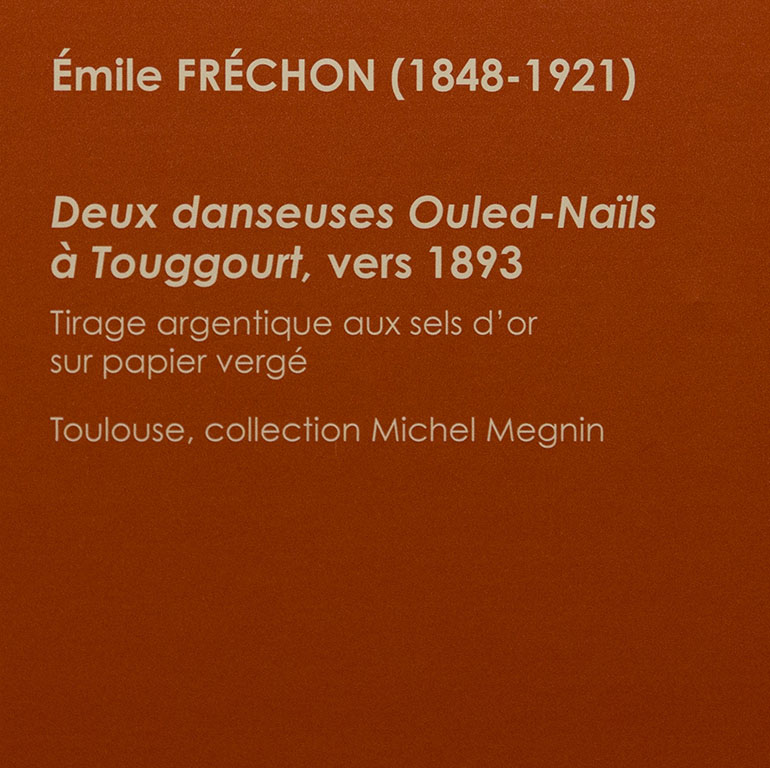 Émile FRÉCHON (1848-1921)
Deux danseuses Ouled-Naïls
à Touggourt, vers 1893
Tirage argentique aux sels d’or
sur papier vergé
Toulouse, collection Michel Megnin